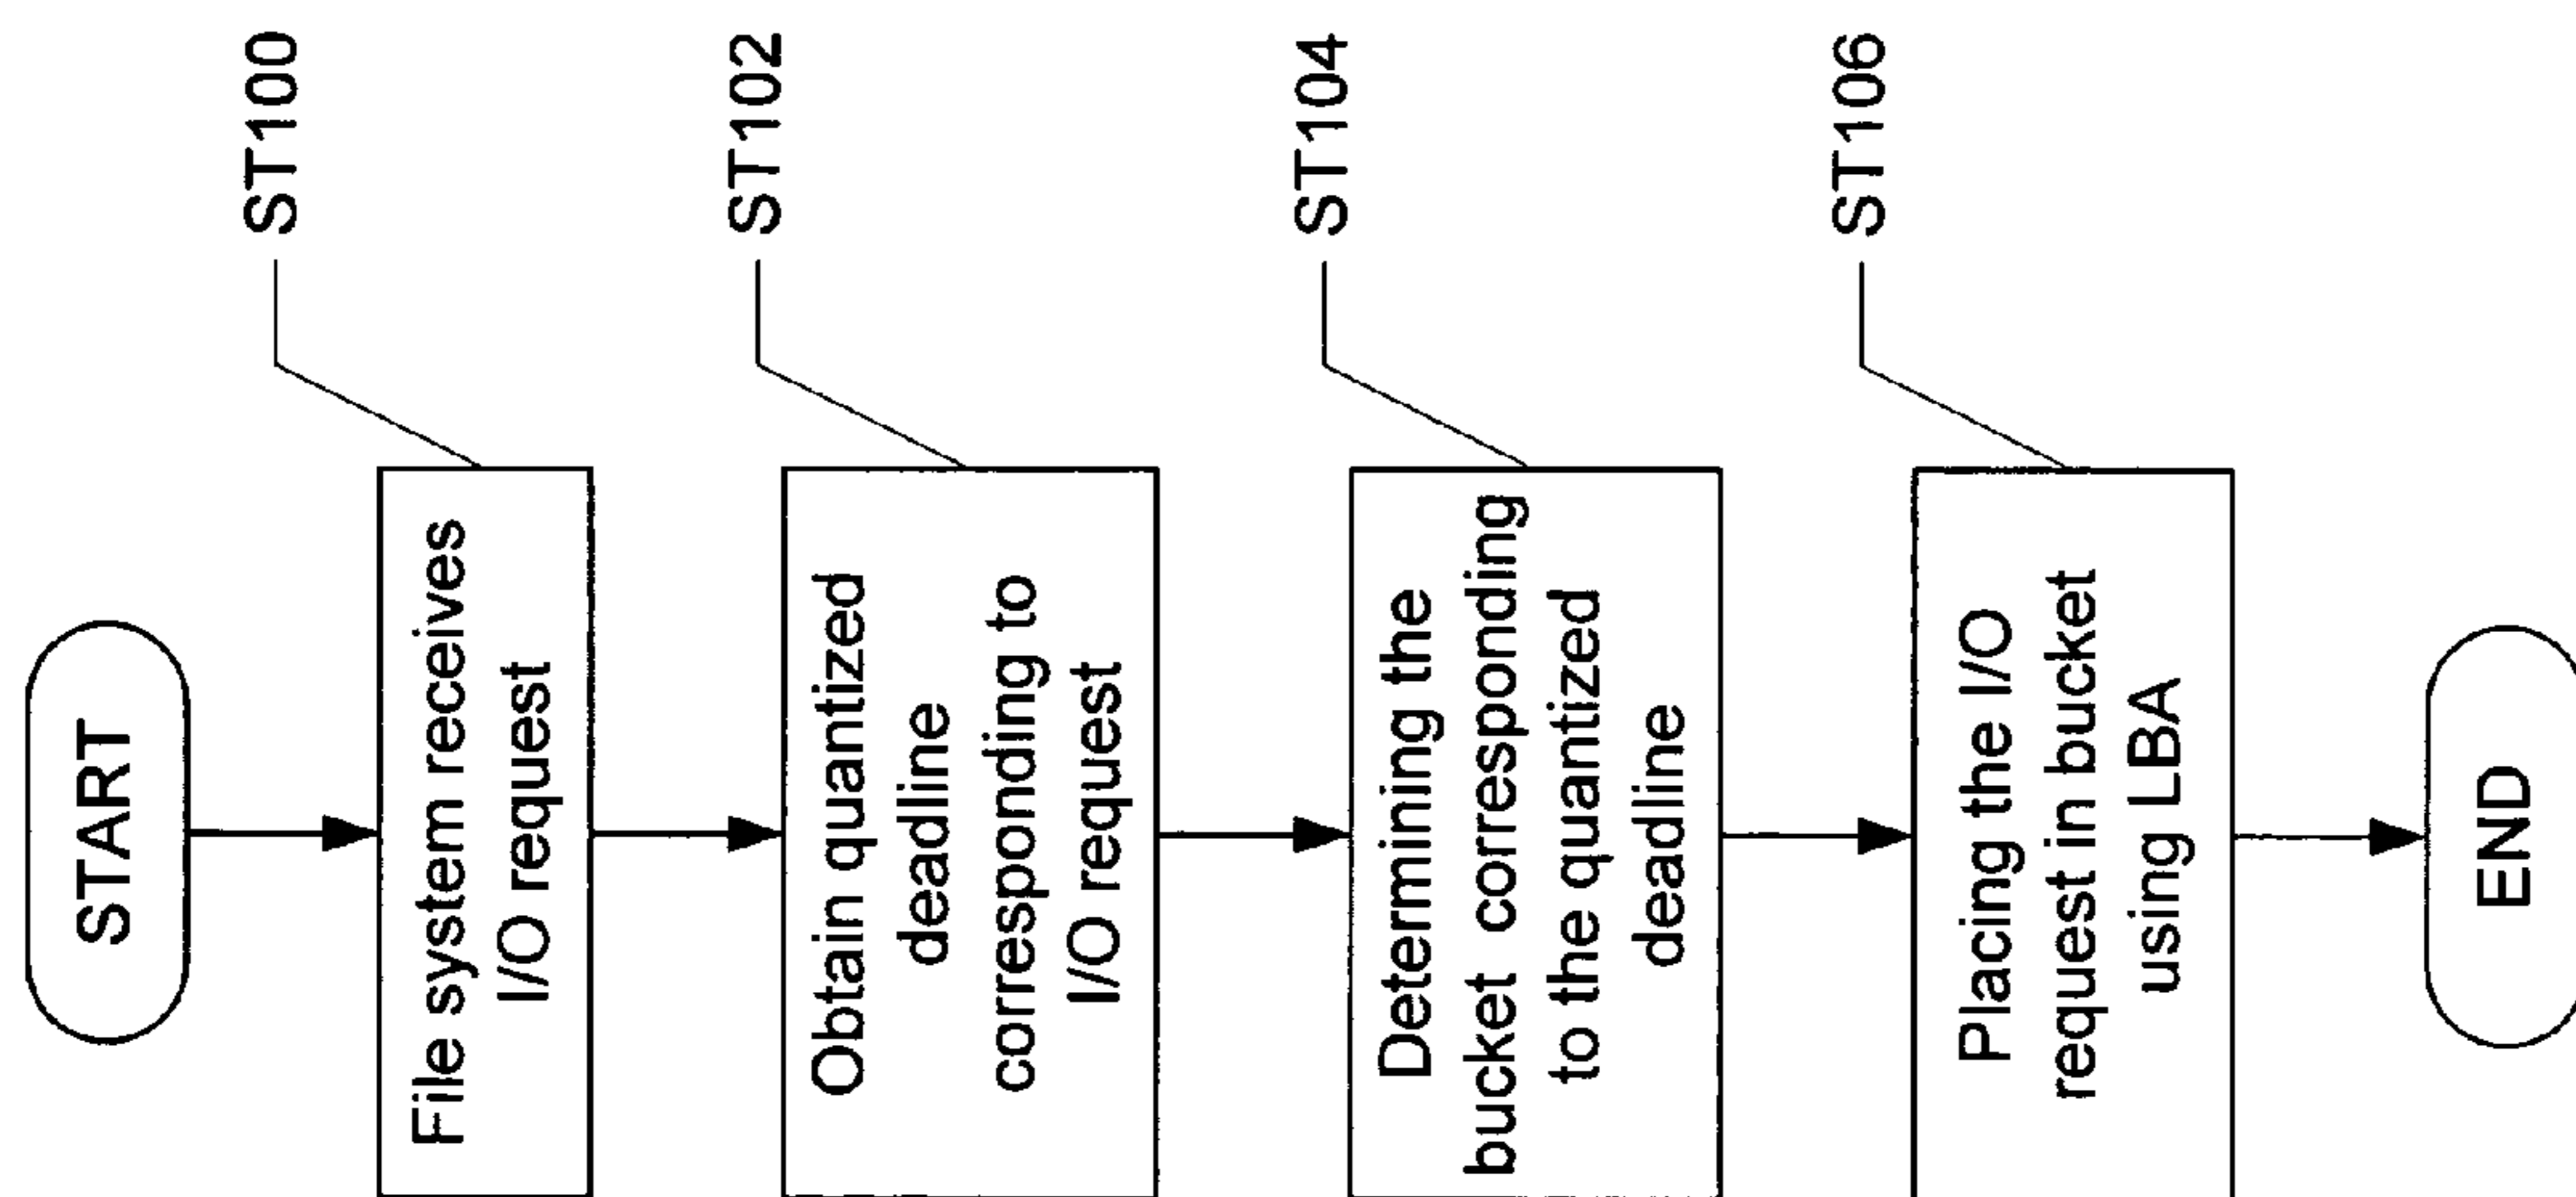 START
ST100
File system receives
I/O request
ST102
Obtain quantized
deadline
corresponding to
I/O request
ST104
Determining the
bucket corresponding
to the quantized
deadline
ST106
Placing the I/O
request in bucket
using LBA
END